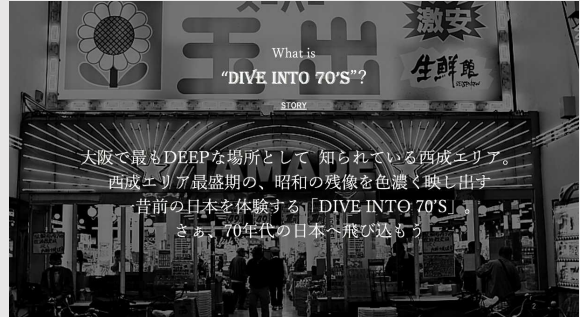 スーパー
玉出
激安
生鮮館
What is
“DIVE INTO 70'S”?
STORY
大阪で最もDEEPな場所として 知られている西成エリア。
西成エリア最盛期の、昭和の残像を色濃く映し出す
昔前の日本を体験する「DIVE INTO 70'S」。
さぁ、70年代の日本へ飛び込もう